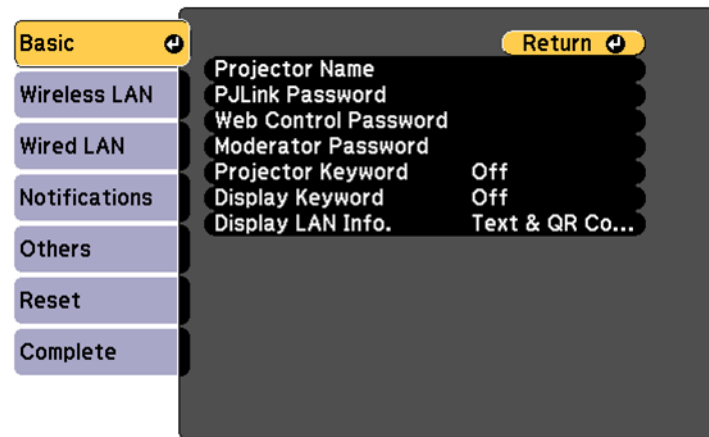 Basic
Wireless LAN
Wired LAN
Notifications
Others
Reset
Complete
Return
Projector Name
PJLink Password
Web Control Password
Moderator Password
Projector Keyword Off
Display Keyword Off
Display LAN Info. Text & QR Co...